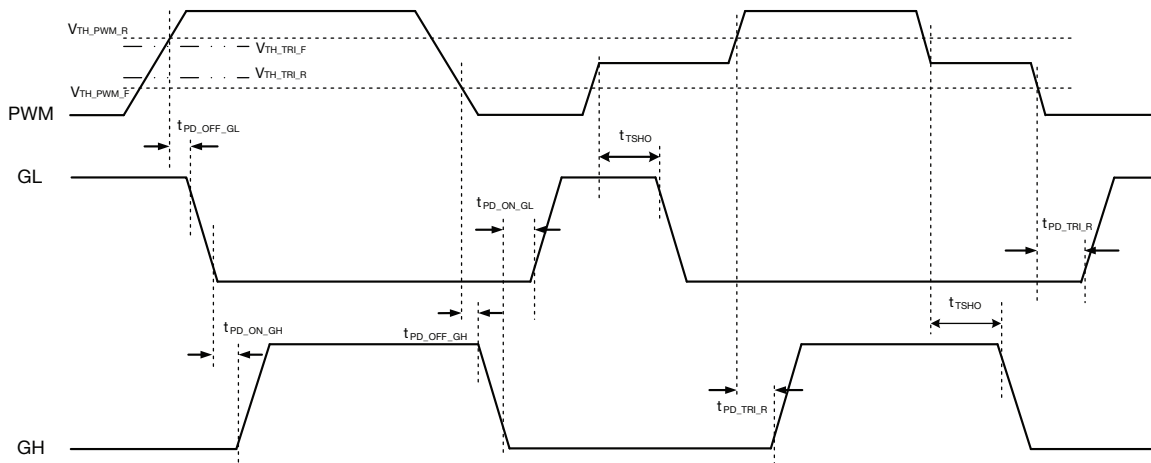 VTH_PWM_R
VTH_TRI_F
VTH_TRI_R
VTH_PWM_F
PWM
tPD_OFF_GL
tTSHO
GL
tPD_ON_GL
tPD_TRI_R
tTSHO
tPD_ON_GH
tPD_OFF_GH
tPD_TRI_R
GH